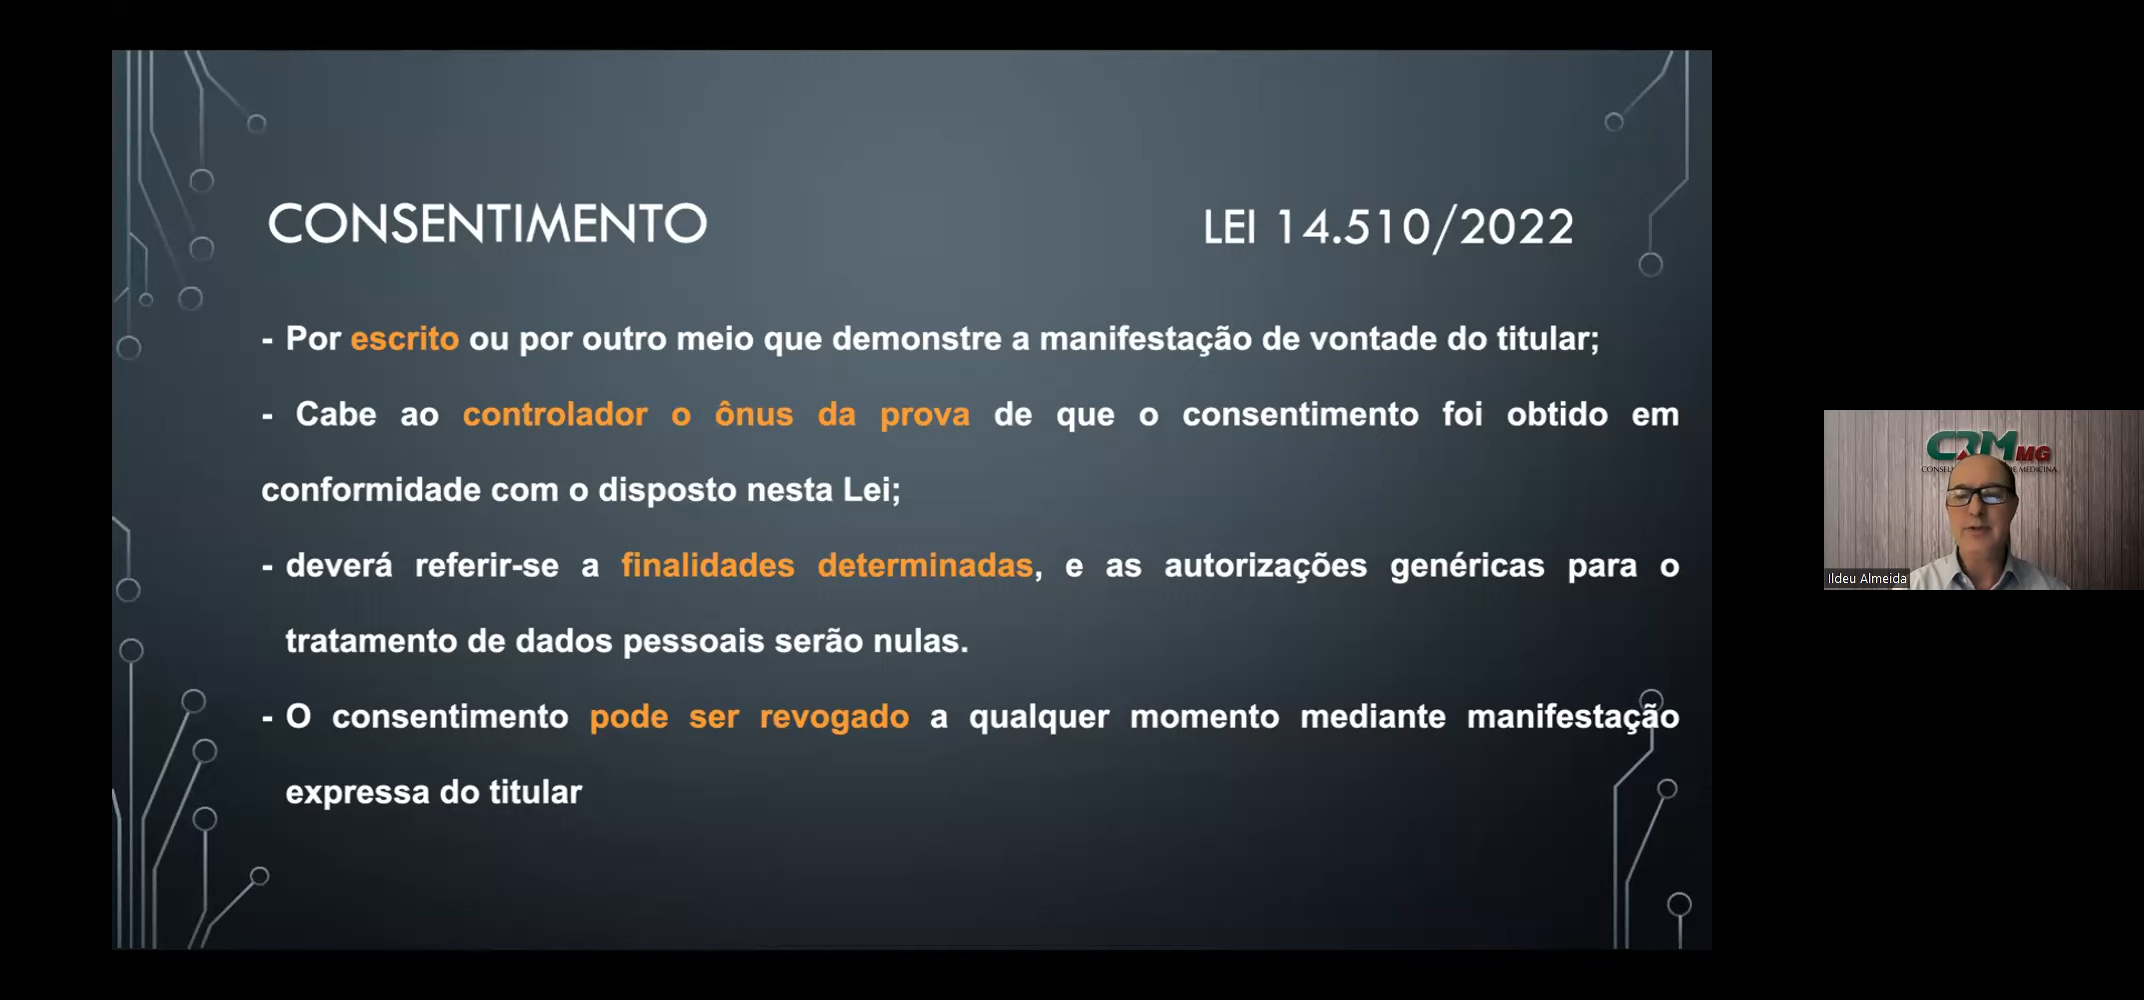 CONSENTIMENTO LEI 14.510/2022
- Por escrito ou por outro meio que demonstre a manifestação de vontade do titular;
- Cabe ao controlador o ônus da prova de que o consentimento foi obtido em
conformidade com o disposto nesta Lei;
- deverá referir-se a finalidades determinadas, e as autorizações genéricas para o
tratamento de dados pessoais serão nulas.
- O consentimento pode ser revogado a qualquer momento mediante manifestação
expressa do titular
CRMMG
DE MEDICINA
Ildeu Almeida